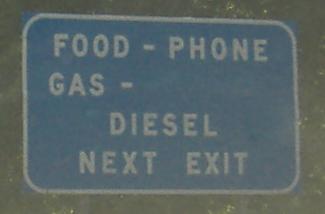 FOOD - PHONE
GAS -
DIESEL
NEXT EXIT